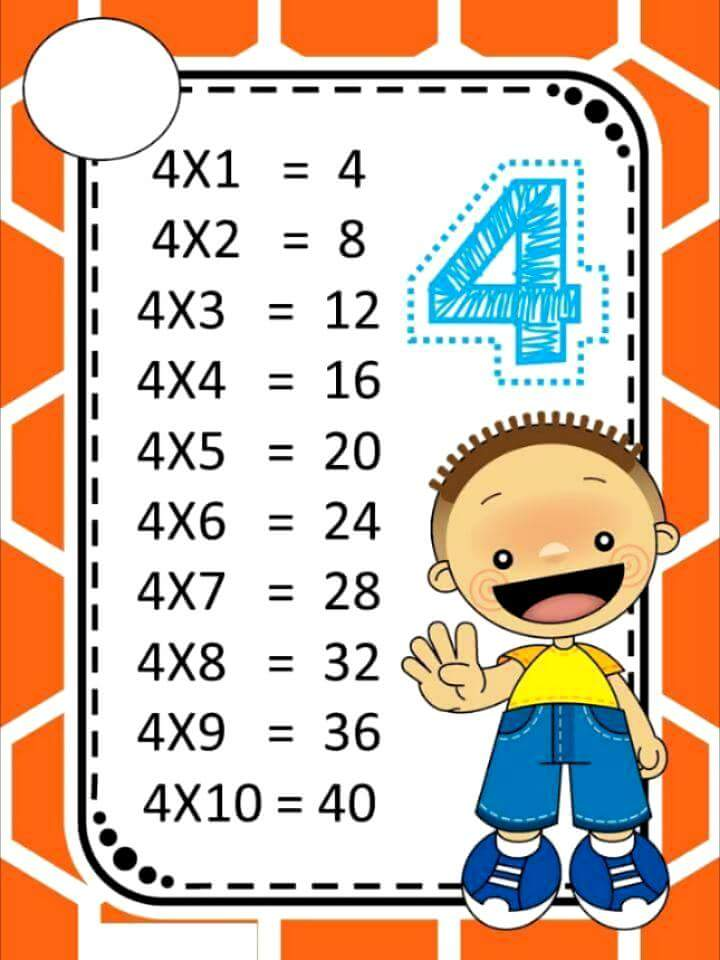 4X1 = 4
4
4X2 = 8
4X3 = 12
4X4 = 16
4X5 = 20
4X6 = 24
4X7 = 28
4X8 = 32
4X9 = 36
4X10 = 40